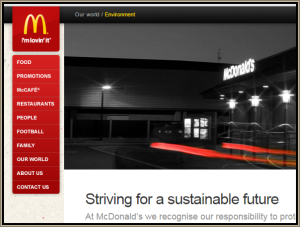 Our world / Environment
i'm lovin' it
FOOD
PROMOTIONS
McCAFÉ
RESTAURANTS
PEOPLE
FOOTBALL
FAMILY
OUR WORLD
ABOUT US
CONTACT US
McDonald's
Striving for a sustainable future
At McDonald's we recognise our responsibility to prot